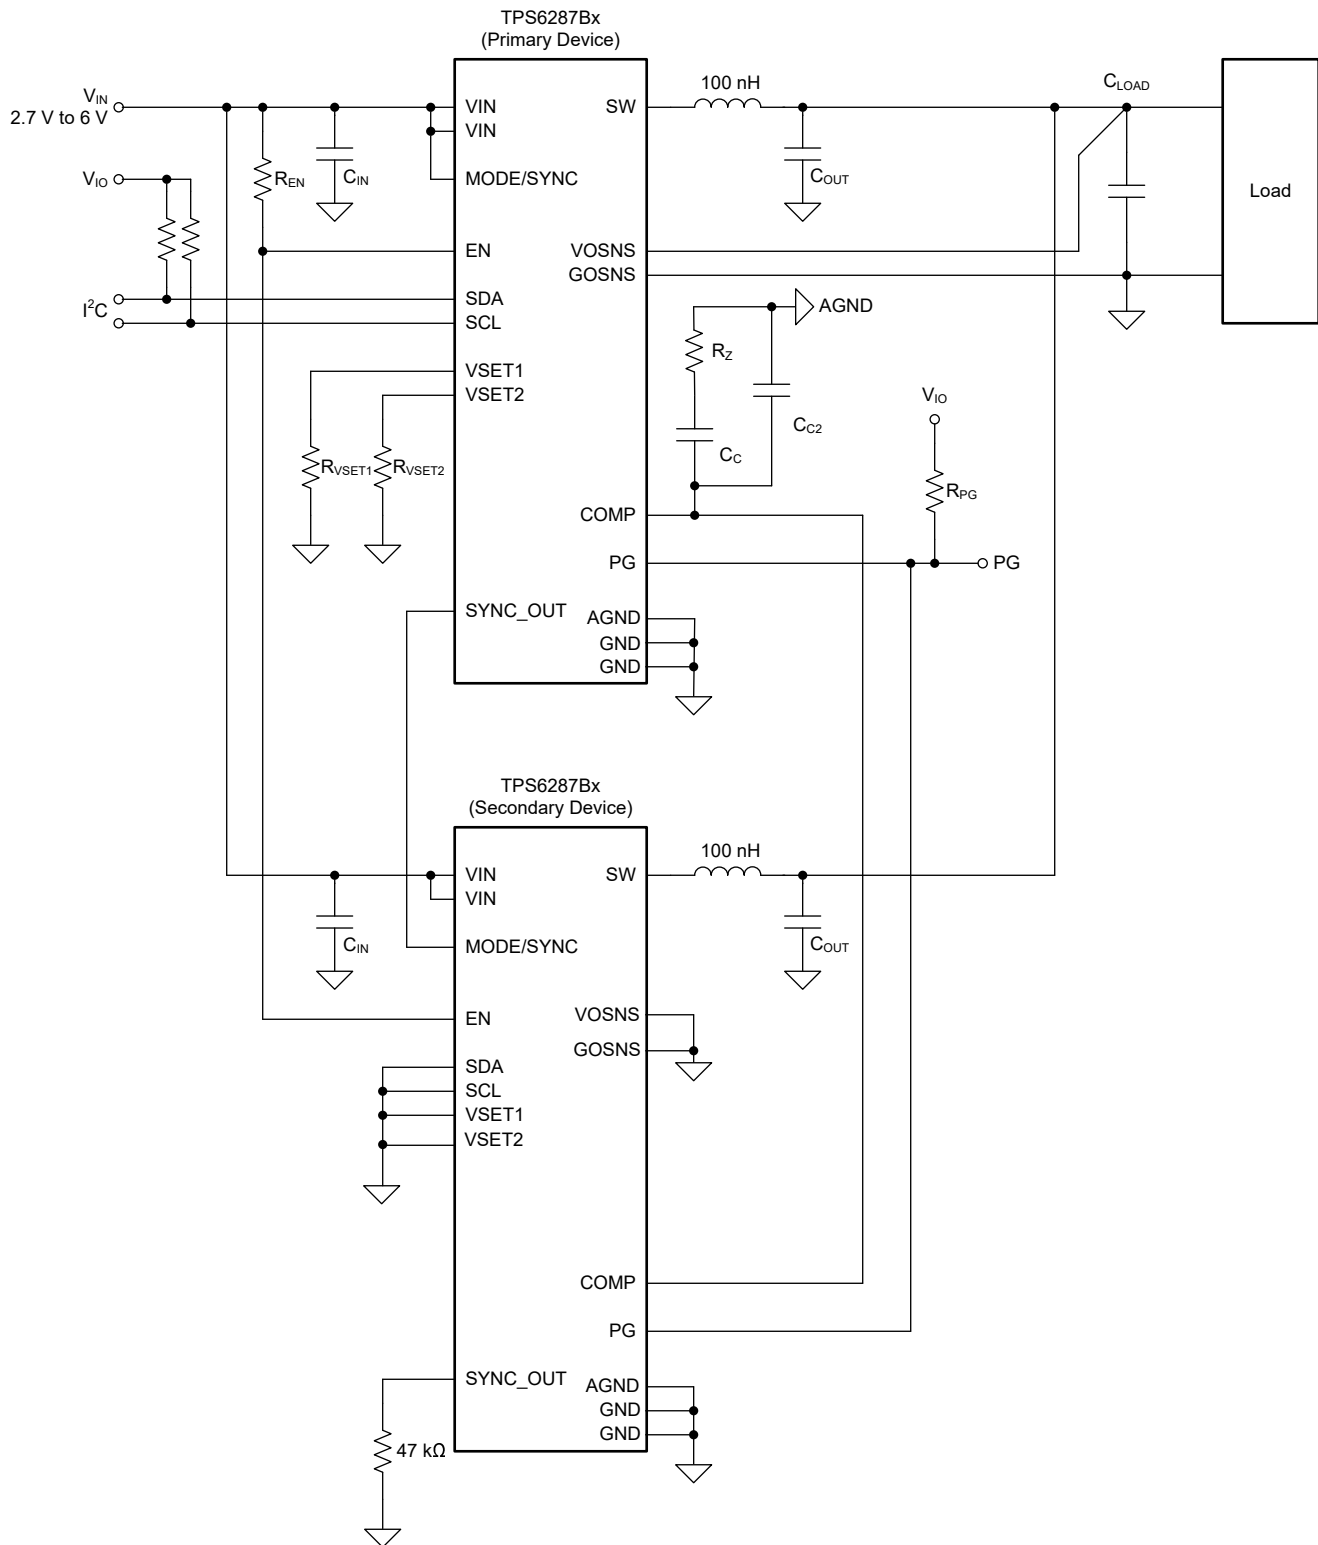 TPS6287Bx
(Primary Device)
V_IN
2.7 V to 6 V
V_IO
I²C
R_EN
C_IN
VIN
VIN
MODE/SYNC
EN
SDA
SCL
VSET1
VSET2
R_VSET1
R_VSET2
SYNC_OUT
SW
VOSNS
GOSNS
COMP
PG
AGND
GND
GND
100 nH
C_OUT
C_LOAD
Load
AGND
R_Z
C_C
C_C2
V_IO
R_PG
PG
TPS6287Bx
(Secondary Device)
C_IN
VIN
VIN
MODE/SYNC
EN
SDA
SCL
VSET1
VSET2
SYNC_OUT
47 kΩ
SW
VOSNS
GOSNS
COMP
PG
AGND
GND
GND
100 nH
C_OUT